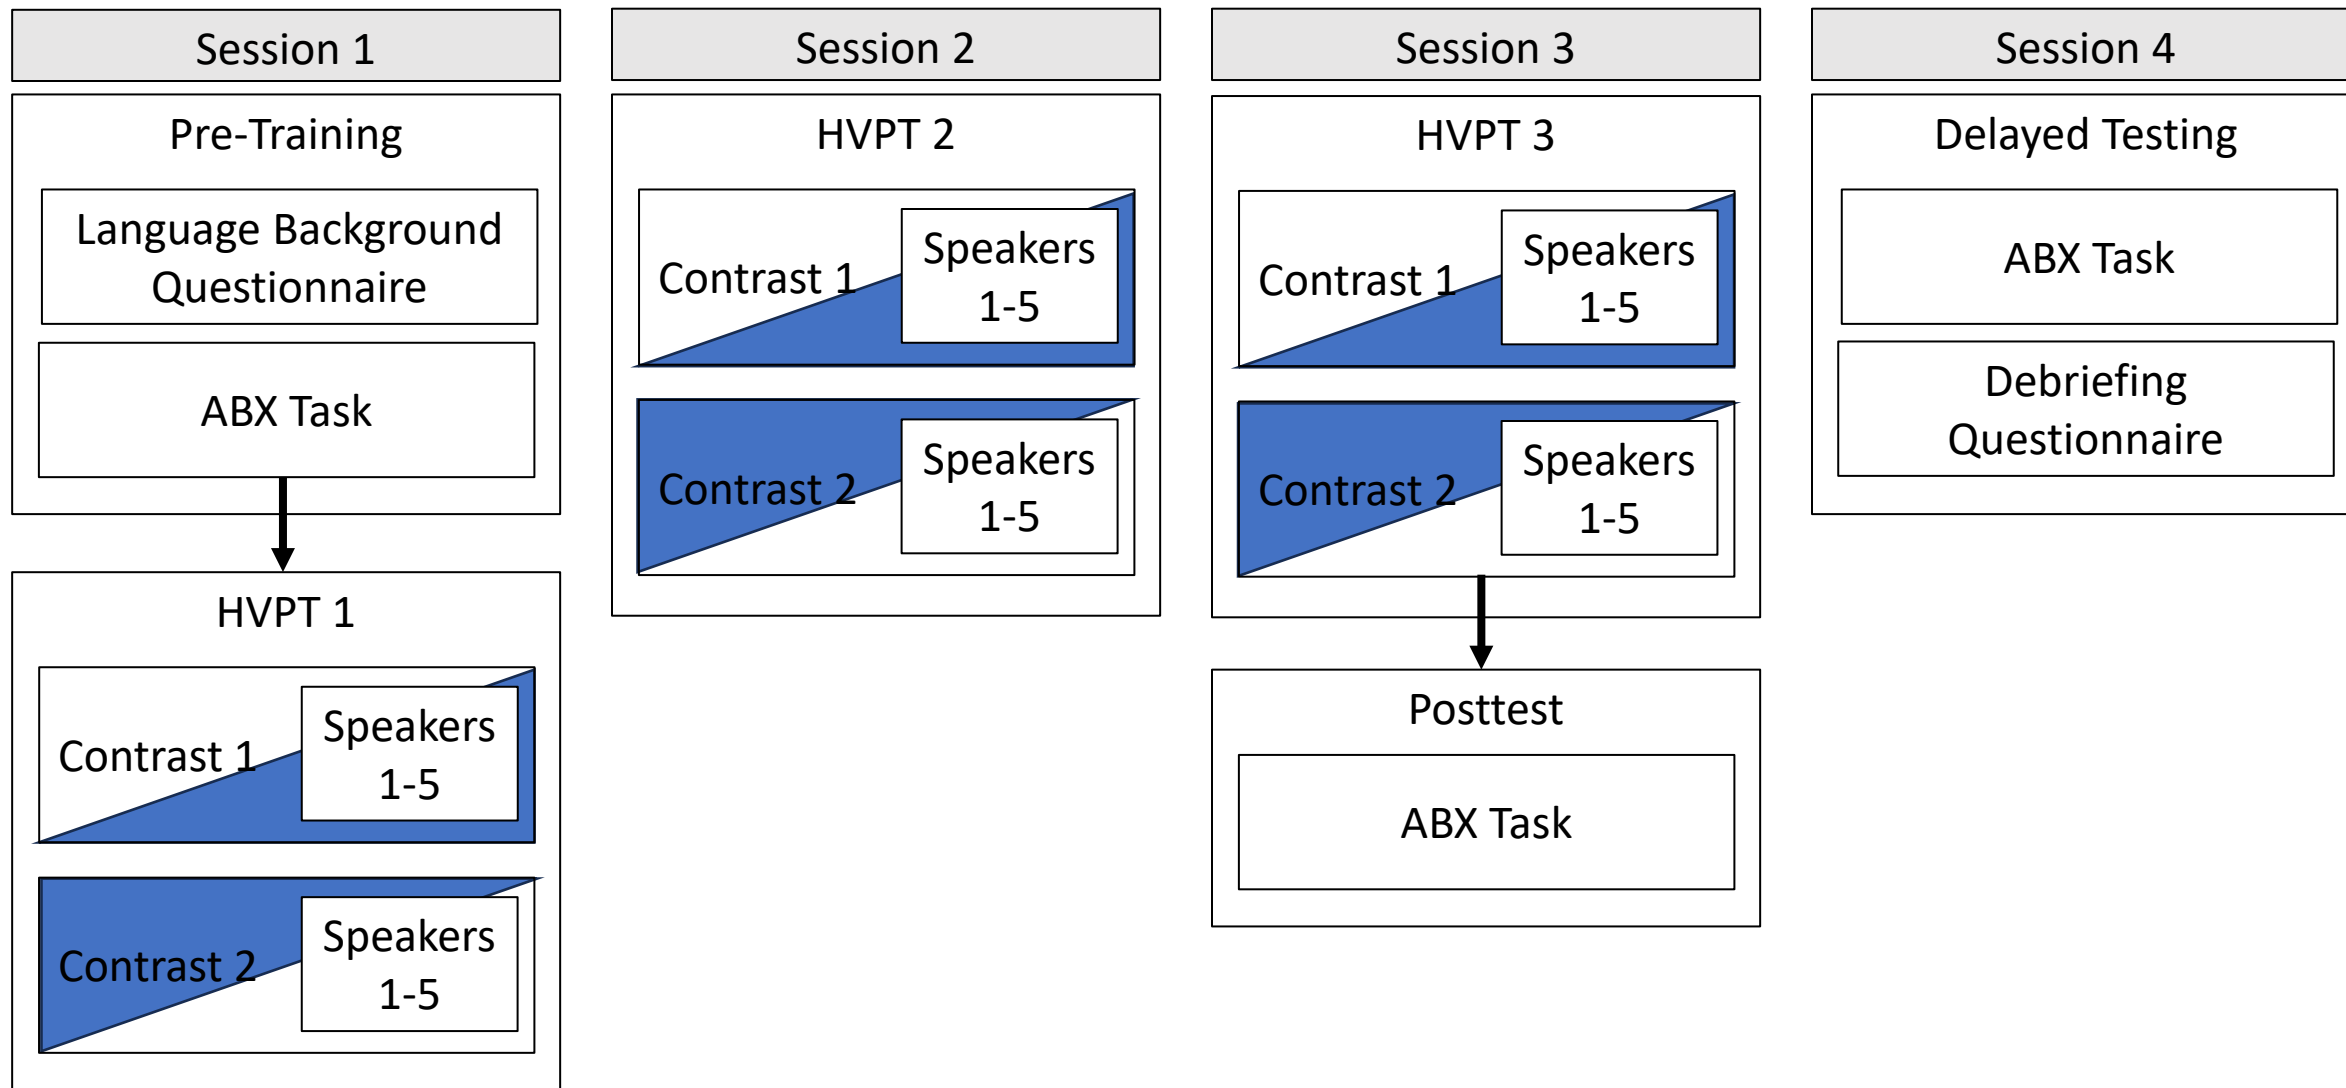 Session 1
Pre-Training
Language Background
Questionnaire
ABX Task
HVPT 1
Contrast 1
Speakers
1-5
Contrast 2
Speakers
1-5
Session 2
HVPT 2
Contrast 1
Speakers
1-5
Contrast 2
Speakers
1-5
Session 3
HVPT 3
Contrast 1
Speakers
1-5
Contrast 2
Speakers
1-5
Posttest
ABX Task
Session 4
Delayed Testing
ABX Task
Debriefing
Questionnaire